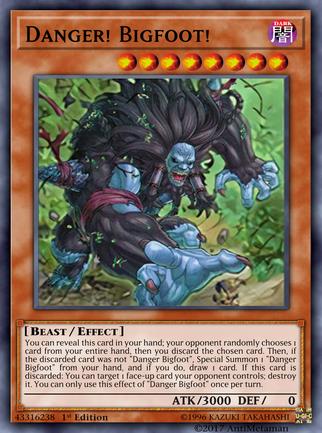 DANGER! BIGFOOT!
DARK
闇
[BEAST / EFFECT]
You can reveal this card in your hand; your opponent randomly chooses 1
card from your entire hand, then you discard the chosen card. Then, if
the discarded card was not "Danger Bigfoot", Special Summon 1 "Danger
Bigfoot" from your hand, and if you do, draw 1 card. If this card is
discarded: You can target 1 face-up card your opponent controls; destroy
it. You can only use this effect of "Danger Bigfoot" once per turn.
ATK/3000 DEF/ 0
43316238 1st Edition ©1996 KAZUKI TAKAHASHI
©2017 AntiMetaman